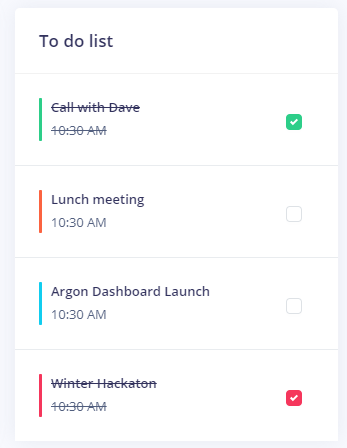 To do list
Call with Dave
10:30 AM
Lunch meeting
10:30 AM
Argon Dashboard Launch
10:30 AM
Winter Hackaton
10:30 AM